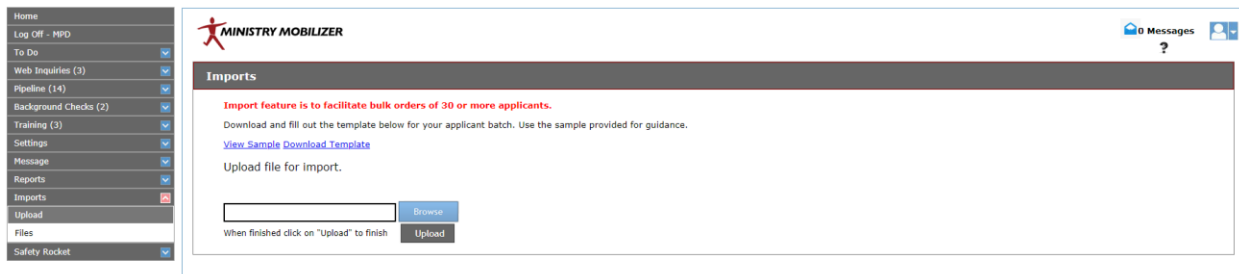 Home
Log Off - MPD
To Do
Web Inquiries (3)
Pipeline (14)
Background Checks (2)
Training (3)
Settings
Message
Reports
Imports
Upload
Files
Safety Rocket
MINISTRY MOBILIZER
0 Messages
?
Imports
Import feature is to facilitate bulk orders of 30 or more applicants.
Download and fill out the template below for your applicant batch. Use the sample provided for guidance.
View Sample Download Template
Upload file for import.
Browse
When finished click on "Upload" to finish Upload